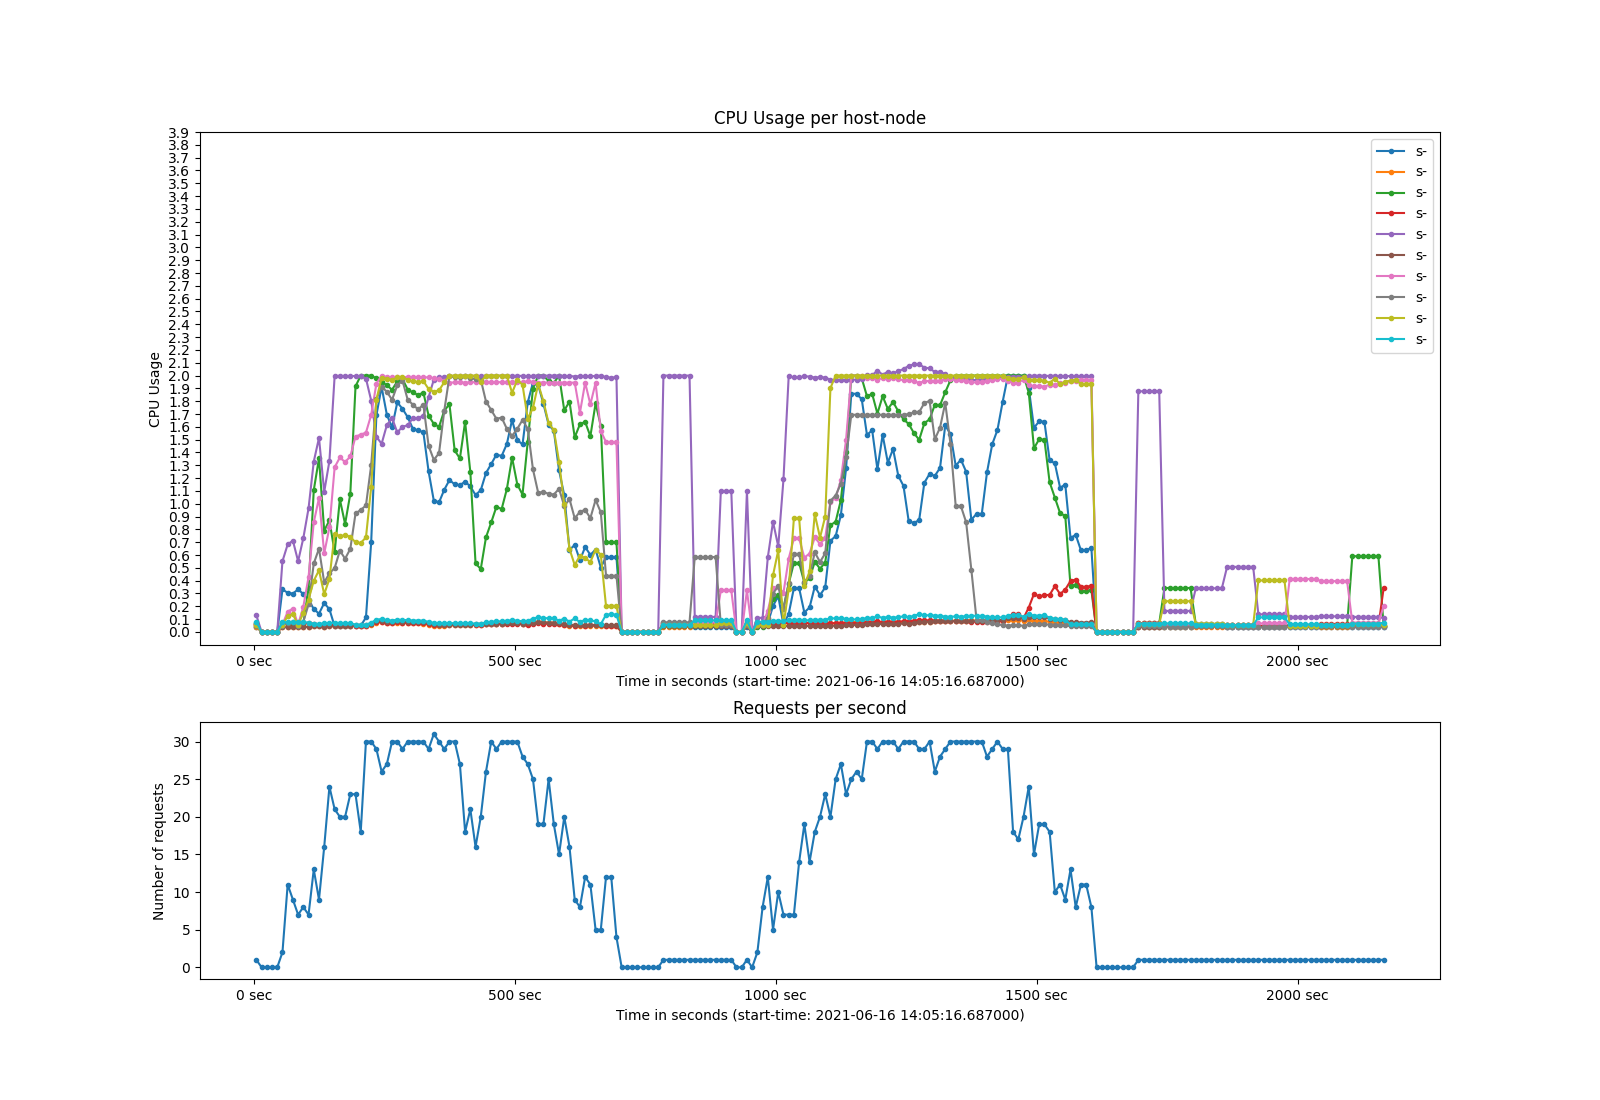 CPU Usage per host-node
CPU Usage
3.9
3.8
3.7
3.6
3.5
3.4
3.3
3.2
3.1
3.0
2.9
2.8
2.7
2.6
2.5
2.4
2.3
2.2
2.1
2.0
1.9
1.8
1.7
1.6
1.5
1.4
1.3
1.2
1.1
1.0
0.9
0.8
0.7
0.6
0.5
0.4
0.3
0.2
0.1
0.0
s-
s-
s-
s-
s-
s-
s-
s-
s-
s-
0 sec 500 sec 1000 sec 1500 sec 2000 sec
Time in seconds (start-time: 2021-06-16 14:05:16.687000)
Requests per second
Number of requests
30
25
20
15
10
5
0
0 sec 500 sec 1000 sec 1500 sec 2000 sec
Time in seconds (start-time: 2021-06-16 14:05:16.687000)